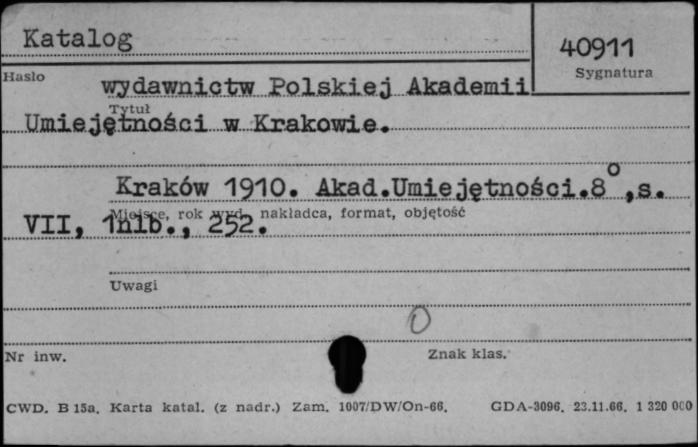 Katalog
40911
Hasło
Sygnatura
wydawnictw Polskiej Akademii
Tytuł
Umiejętności w Krakowie.
Kraków 1910. Akad.Umiejętności.8°,s.
Miejsce, rok wyd., nakładca, format, objętość
VII, 1nlb., 252.
Uwagi
0
Nr inw.
Znak klas.
CWD. B 15a. Karta katal. (z nadr.) Zam. 1007/DW/On-66. GDA-3096. 23.11.66. 1 320 000